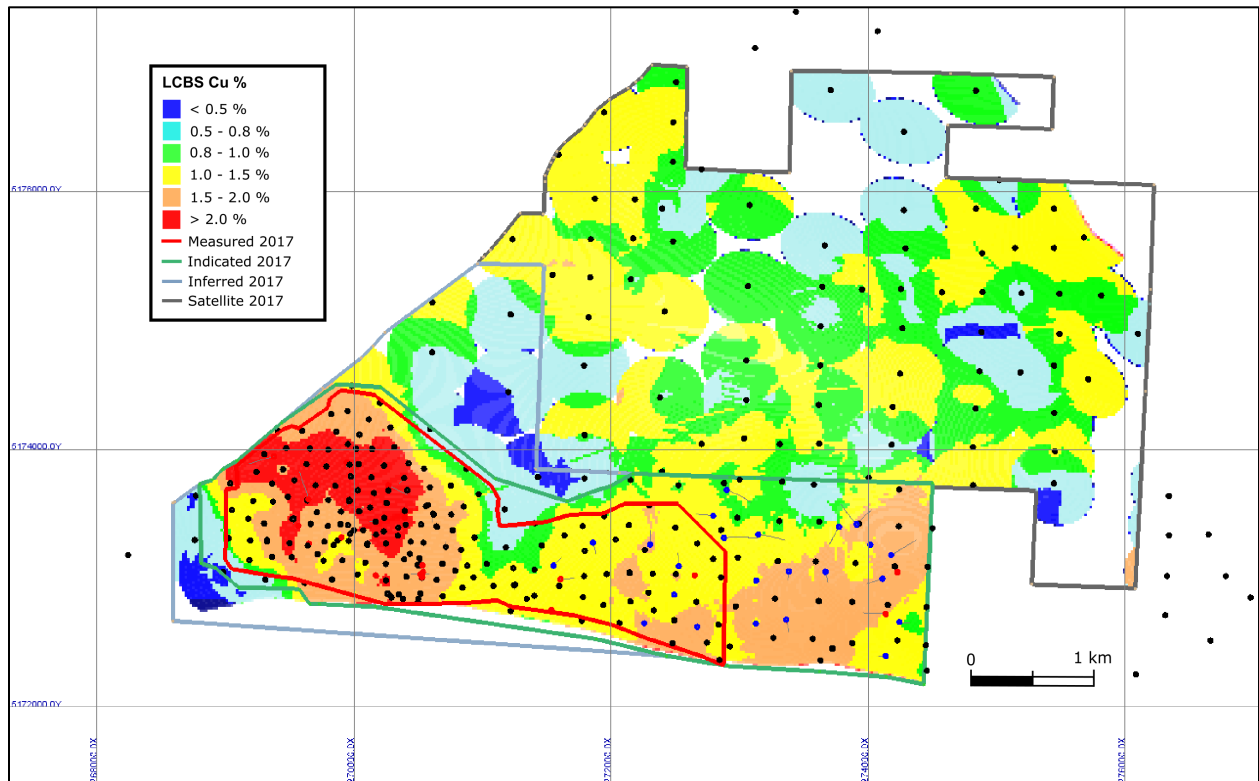 LCBS Cu %
< 0.5 %
0.5 - 0.8 %
0.8 - 1.0 %
1.0 - 1.5 %
1.5 - 2.0 %
> 2.0 %
Measured 2017
Indicated 2017
Inferred 2017
Satellite 2017
5176000.0Y
5174000.0Y
5172000.0Y
0 1 km
268000.0X
270000.0X
272000.0X
274000.0X
276000.0X